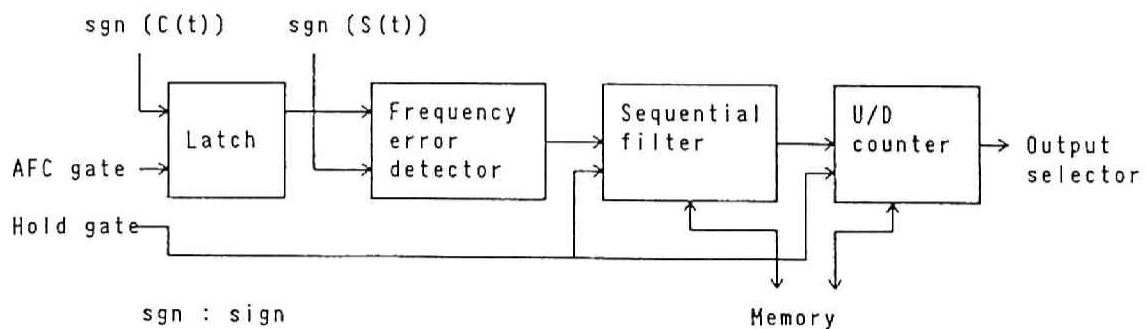 sgn (C(t))
sgn (S(t))
Latch
Frequency
error
detector
Sequential
filter
U/D
counter
Output
selector
AFC gate
Hold gate
Memory
sgn : sign